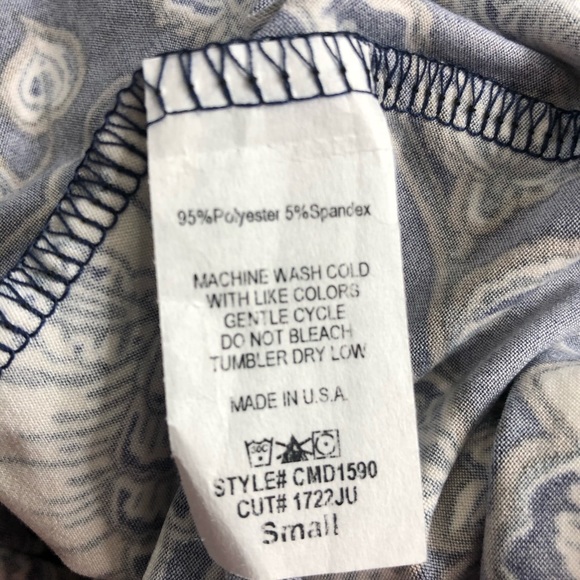 95%Polyester 5%Spandex
MACHINE WASH COLD
WITH LIKE COLORS
GENTLE CYCLE
DO NOT BLEACH
TUMBLER DRY LOW
MADE IN U.S.A.
STYLE# CMD1590
CUT# 1722JU
Small